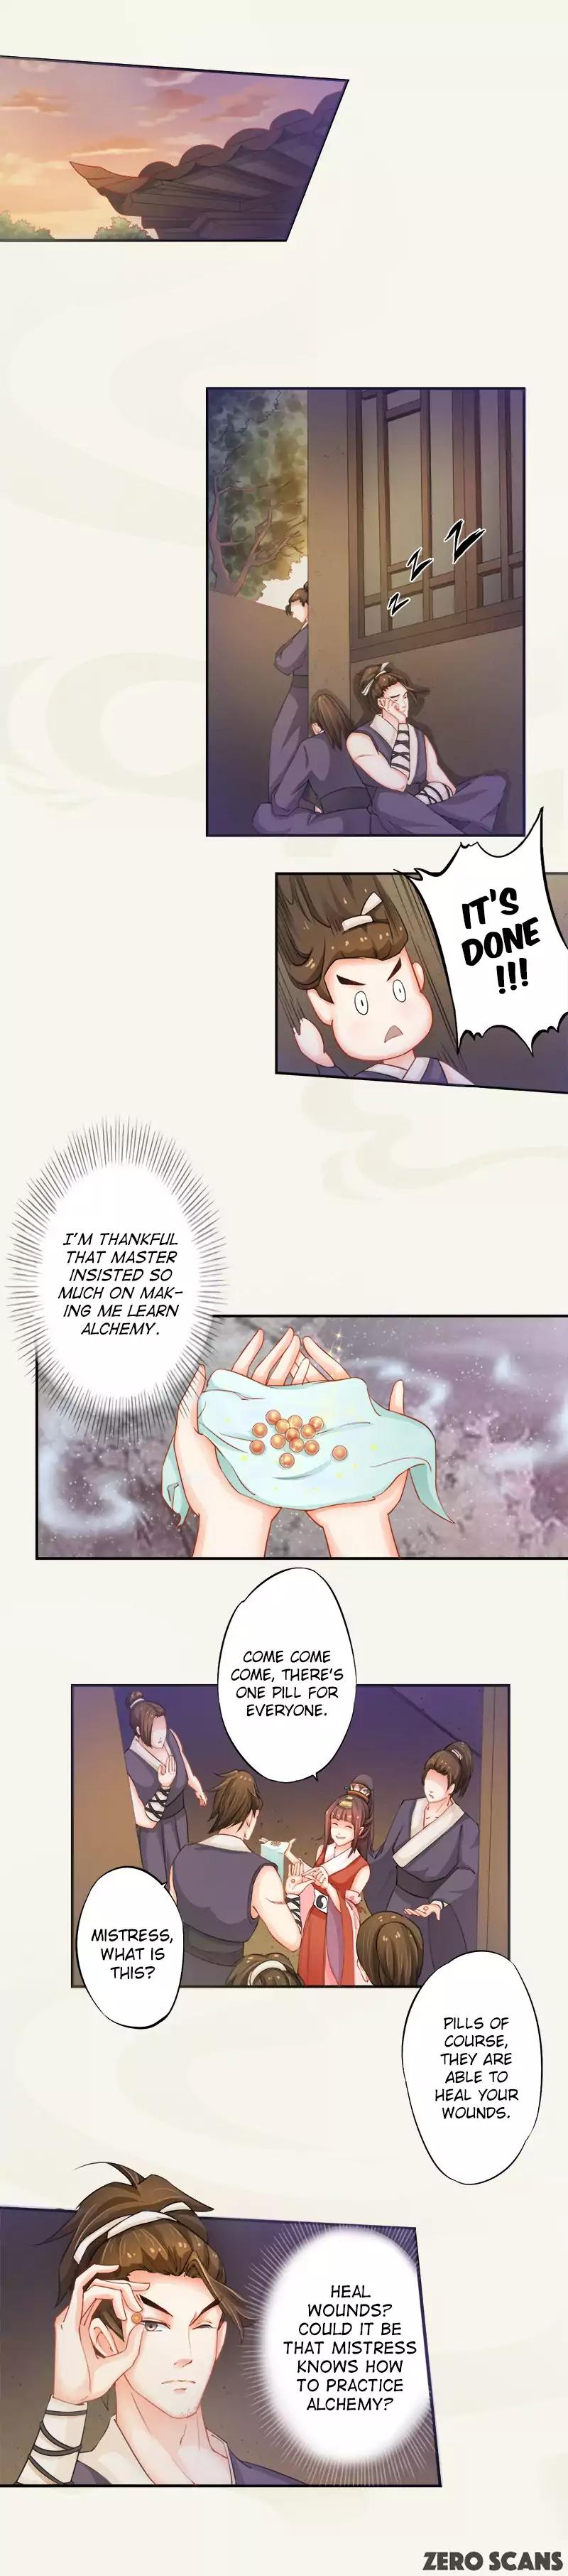 Z
Z
Z
IT'S
DONE
!!!
I'M THANKFUL
THAT MASTER
INSISTED SO
MUCH ON MAK-
ING ME LEARN
ALCHEMY.
COME COME
COME, THERE'S
ONE PILL FOR
EVERYONE.
MISTRESS,
WHAT IS
THIS?
PILLS OF
COURSE,
THEY ARE
ABLE TO
HEAL YOUR
WOUNDS.
HEAL
WOUNDS?
COULD IT BE
THAT MISTRESS
KNOWS HOW
TO PRACTICE
ALCHEMY?
ZERO SCANS